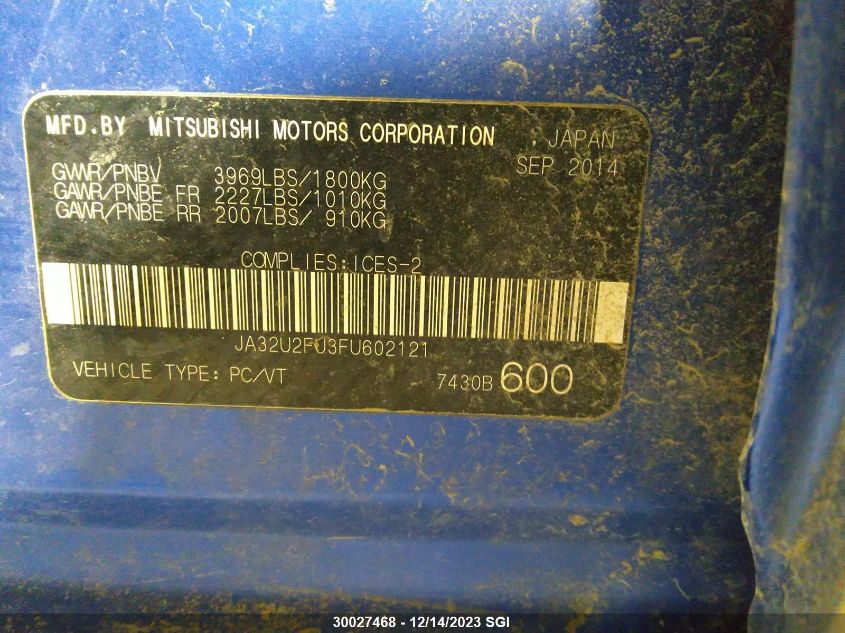 MFD.BY MITSUBISHI MOTORS CORPORATION . JAPAN
SEP 2014
GVWR/PNBV 3969LBS/1800KG
GAWR/PNBE FR 2227LBS/1010KG
GAWR/PNBE RR 2007LBS/ 910KG
COMPLIES:ICES-2
JA32U2FU3FU602121
VEHICLE TYPE: PC/VT 7430B 600
30027468 - 12/14/2023 SGI